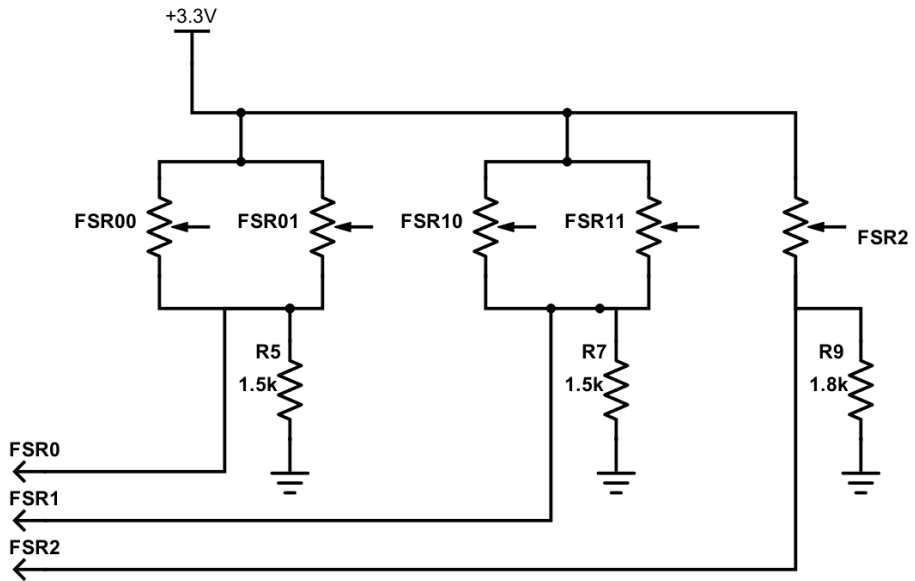 +3.3V
FSR00
FSR01
FSR10
FSR11
FSR2
R5
1.5k
R7
1.5k
R9
1.8k
FSR0
FSR1
FSR2